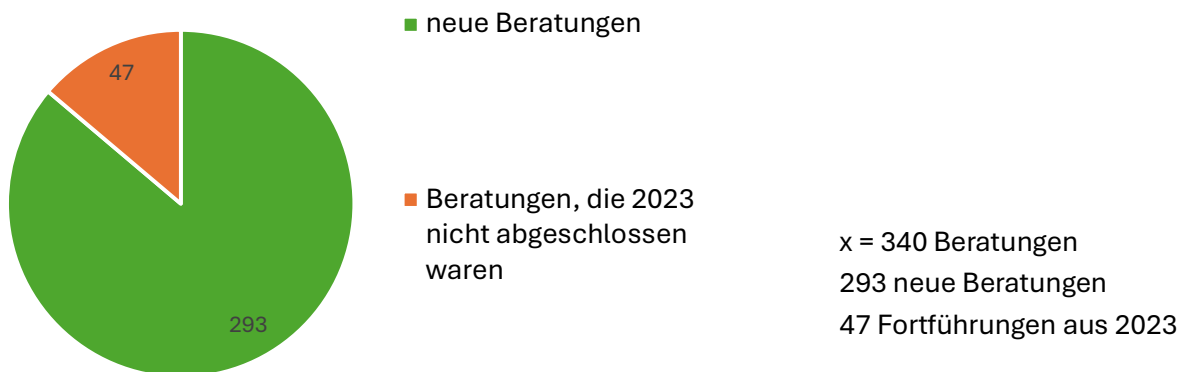 neue Beratungen
47
Beratungen, die 2023
nicht abgeschlossen
waren
293
x = 340 Beratungen
293 neue Beratungen
47 Fortführungen aus 2023